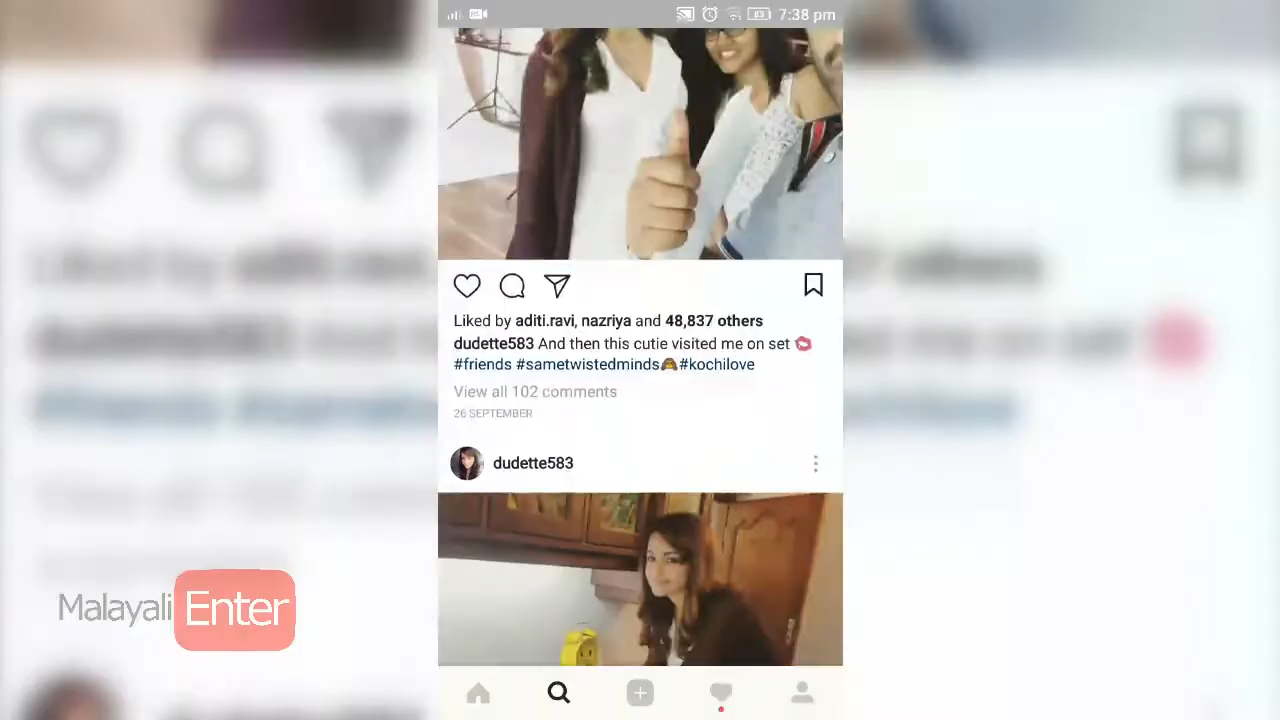 83 7:38 pm
Liked by aditi.ravi, nazriya and 48,837 others
dudette583 And then this cutie visited me on set 💋
#friends #sametwistedminds🙈#kochilove
View all 102 comments
26 SEPTEMBER
dudette583
Malayali Enter